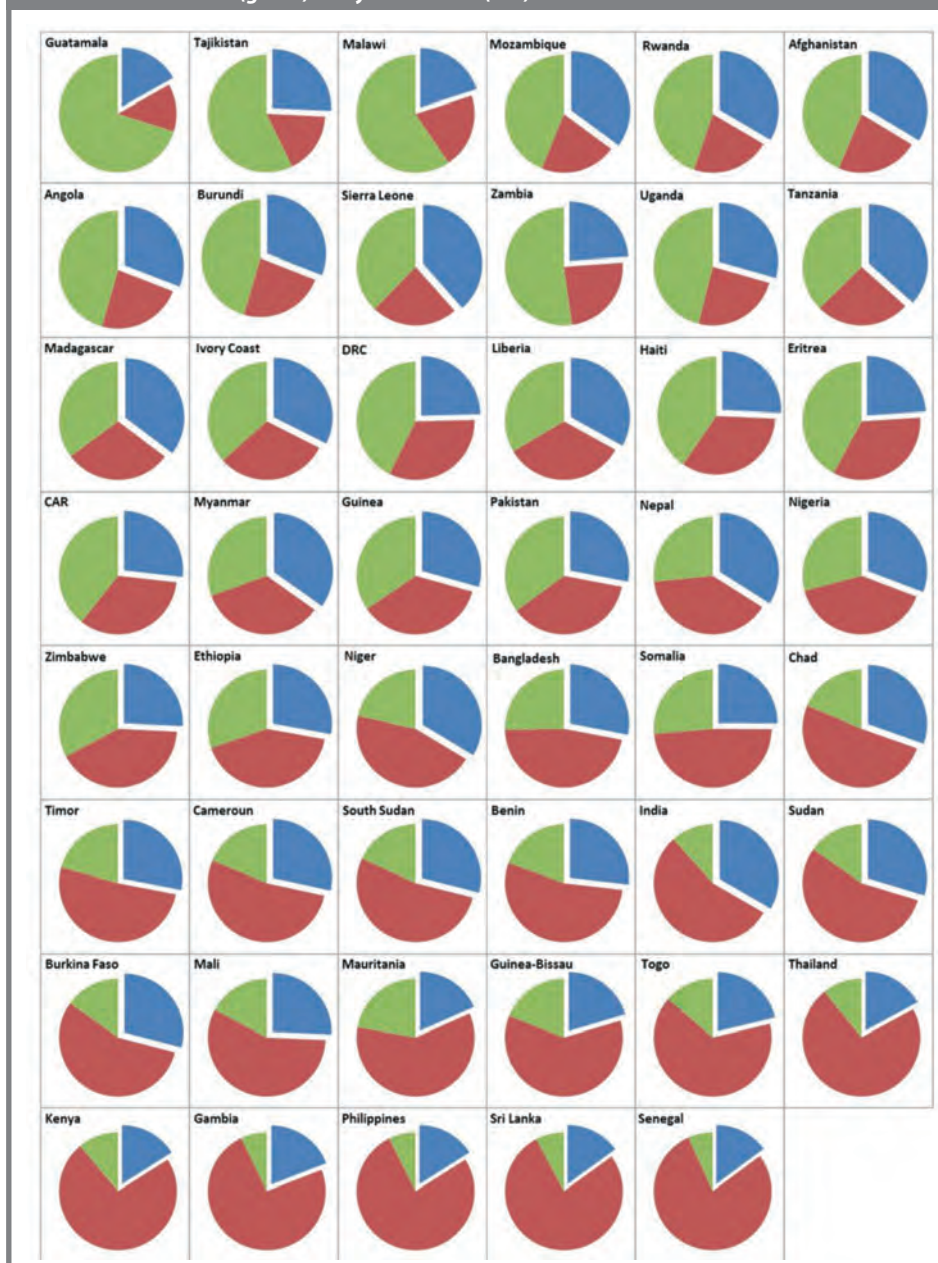 Guatamala Tajikistan Malawi Mozambique Rwanda Afghanistan
Angola Burundi Sierra Leone Zambia Uganda Tanzania
Madagascar Ivory Coast DRC Liberia Haiti Eritrea
CAR Myanmar Guinea Pakistan Nepal Nigeria
Zimbabwe Ethiopia Niger Bangladesh Somalia Chad
Timor Cameroun South Sudan Benin India Sudan
Burkina Faso Mali Mauritania Guinea-Bissau Togo Thailand
Kenya Gambia Philippines Sri Lanka Senegal